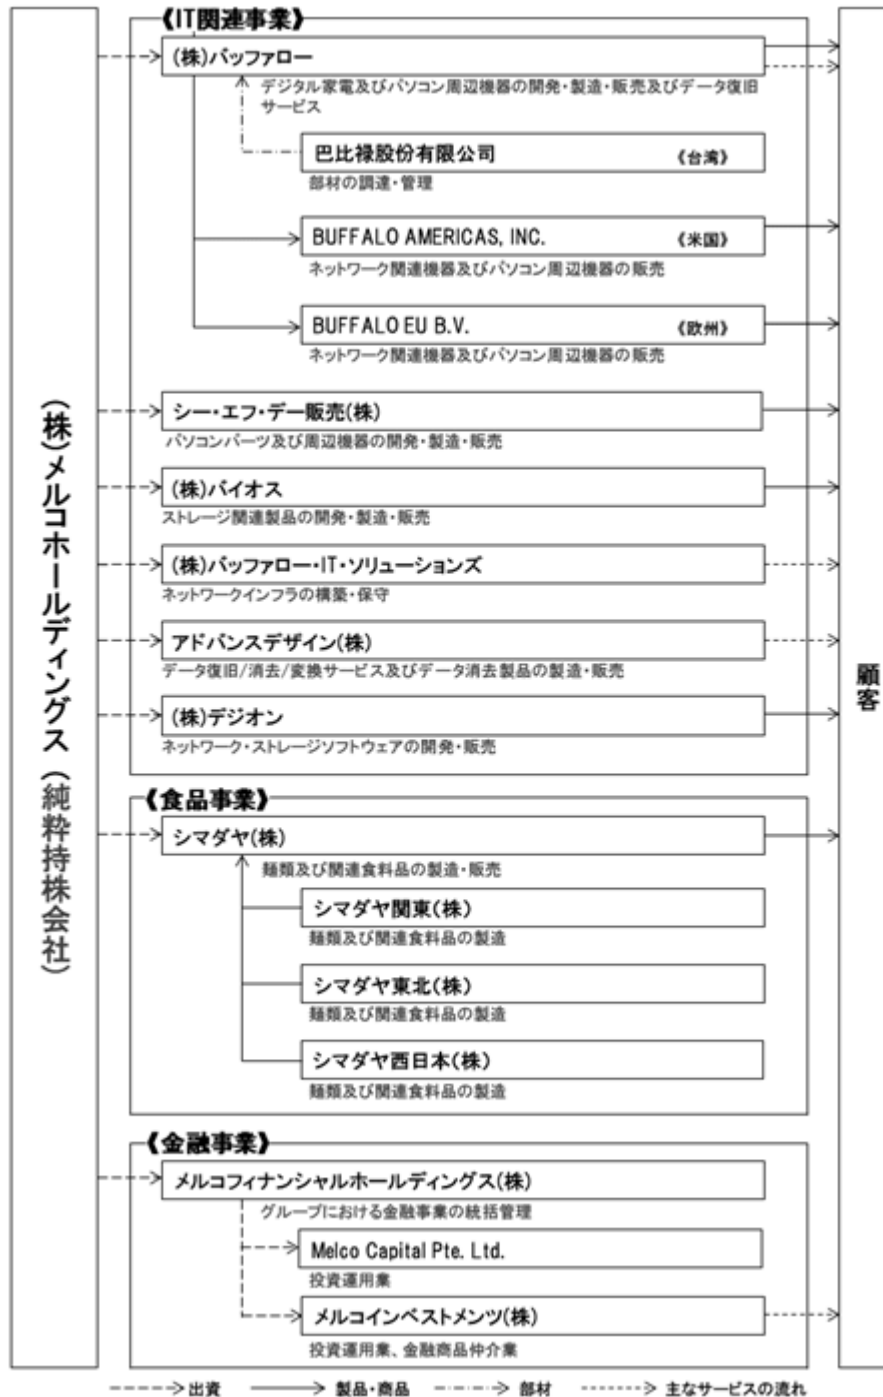 《IT関連事業》
(株)バッファロー
デジタル家電及びパソコン周辺機器の開発・製造・販売及びデータ復旧
サービス
巴比禄股份有限公司 《台湾》
部材の調達・管理
BUFFALO AMERICAS, INC. 《米国》
ネットワーク関連機器及びパソコン周辺機器の販売
BUFFALO EU B.V. 《欧州》
ネットワーク関連機器及びパソコン周辺機器の販売
シー・エフ・デー販売(株)
パソコンパーツ及び周辺機器の開発・製造・販売
(株)バイオス
ストレージ関連製品の開発・製造・販売
(株)バッファロー・IT・ソリューションズ
ネットワークインフラの構築・保守
アドバンスデザイン(株)
データ復旧/消去/変換サービス及びデータ消去製品の製造・販売
(株)デジオン
ネットワーク・ストレージソフトウェアの開発・販売
(株)メルコホールディングス(純粋持株会社)
顧客
《食品事業》
シマダヤ(株)
麺類及び関連食料品の製造・販売
シマダヤ関東(株)
麺類及び関連食料品の製造
シマダヤ東北(株)
麺類及び関連食料品の製造
シマダヤ西日本(株)
麺類及び関連食料品の製造
《金融事業》
メルコフィナンシャルホールディングス(株)
グループにおける金融事業の統括管理
Melco Capital Pte. Ltd.
投資運用業
メルコインベストメンツ(株)
投資運用業、金融商品仲介業
出資 製品・商品 部材 主なサービスの流れ